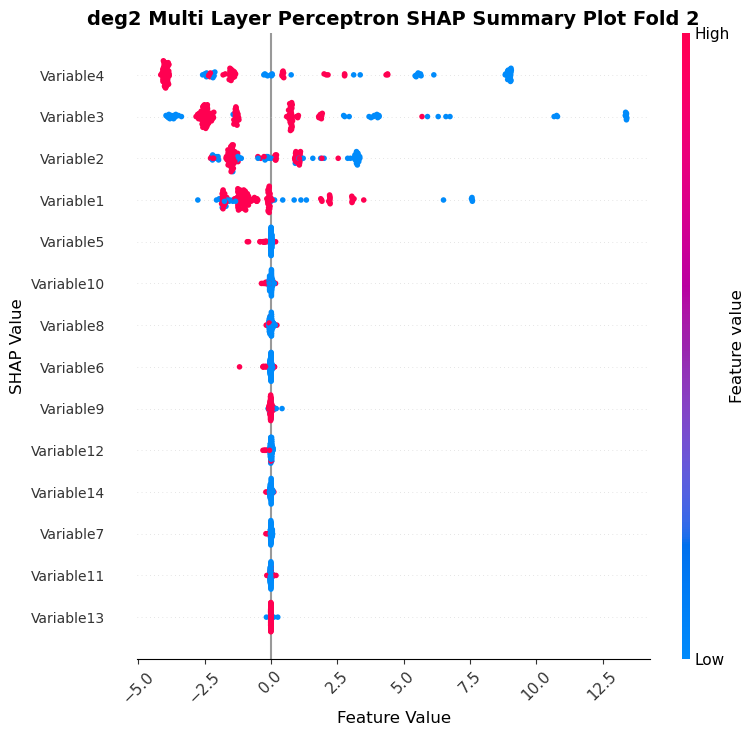 deg2 Multi Layer Perceptron SHAP Summary Plot Fold 2
High
Variable4
Variable3
Variable2
Variable1
Variable5
Variable10
Variable8
Variable6
Variable9
Variable12
Variable14
Variable7
Variable11
Variable13
SHAP Value
Feature value
Low
−5.0
−2.5
0.0
2.5
5.0
7.5
10.0
12.5
Feature Value